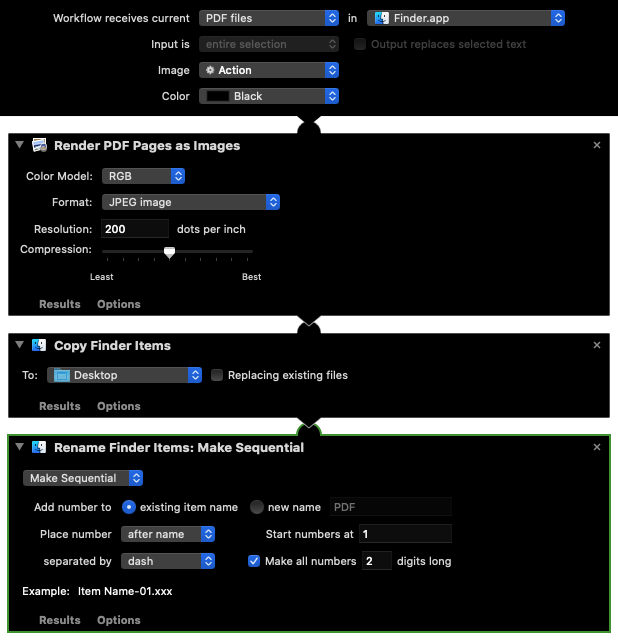 Workflow receives current PDF files in Finder.app
Input is entire selection Output replaces selected text
Image Action
Color Black
Render PDF Pages as Images
Color Model: RGB
Format: JPEG image
Resolution: 200 dots per inch
Compression:
Least Best
Results Options
Copy Finder Items
To: Desktop Replacing existing files
Results Options
Rename Finder Items: Make Sequential
Make Sequential
Add number to existing item name new name PDF
Place number after name Start numbers at 1
separated by dash Make all numbers 2 digits long
Example: Item Name-01.xxx
Results Options